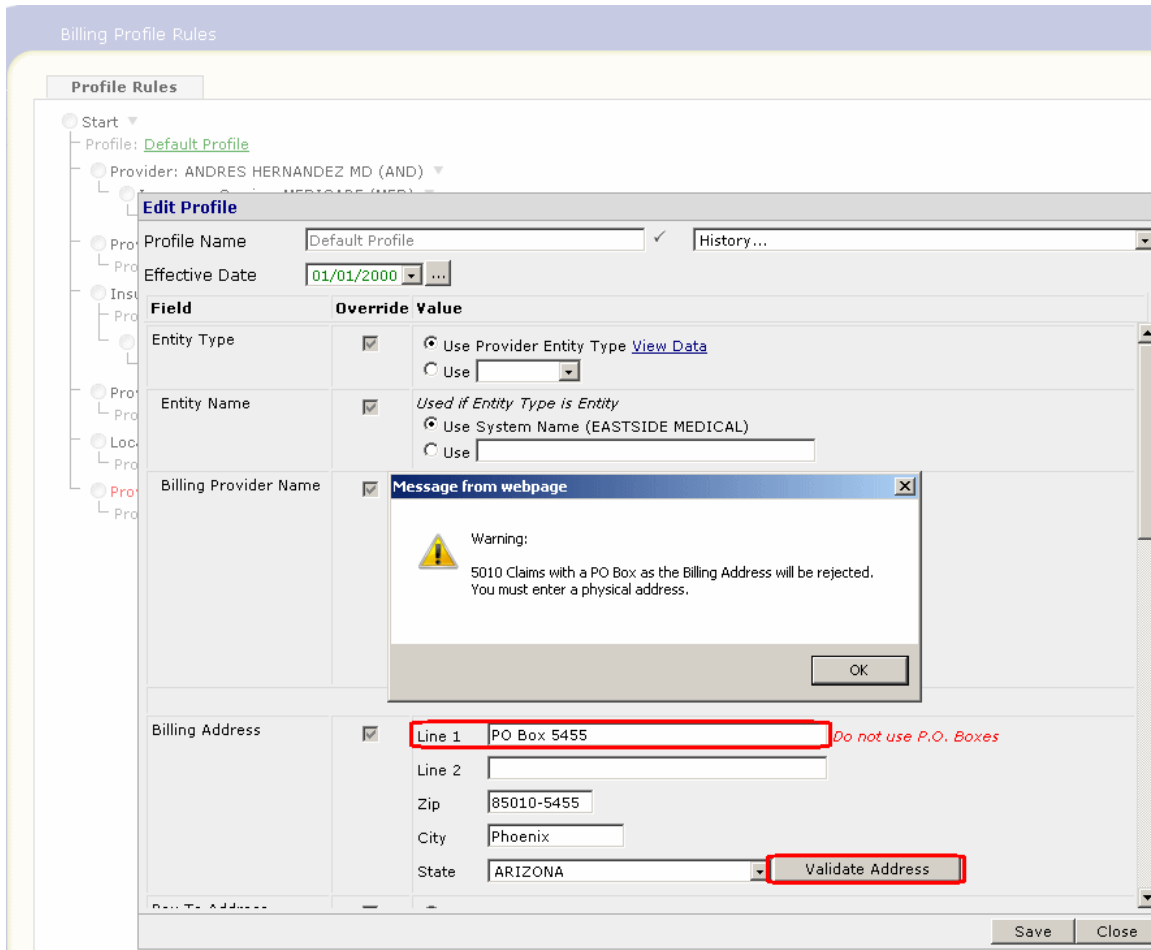 Billing Profile Rules
Profile Rules
Start
Profile: Default Profile
Provider: ANDRES HERNANDEZ MD (AND)
MEDICARE (MED)
Edit Profile
Profile Name Default Profile History...
Effective Date 01/01/2000 ...
Field Override Value
Entity Type Use Provider Entity Type View Data
Use
Entity Name Used if Entity Type is Entity
Use System Name (EASTSIDE MEDICAL)
Use
Billing Provider Name
Message from webpage
Warning:
5010 Claims with a PO Box as the Billing Address will be rejected.
You must enter a physical address.
OK
Billing Address Line 1 PO Box 5455 Do not use P.O. Boxes
Line 2
Zip 85010-5455
City Phoenix
State ARIZONA Validate Address
Save Close